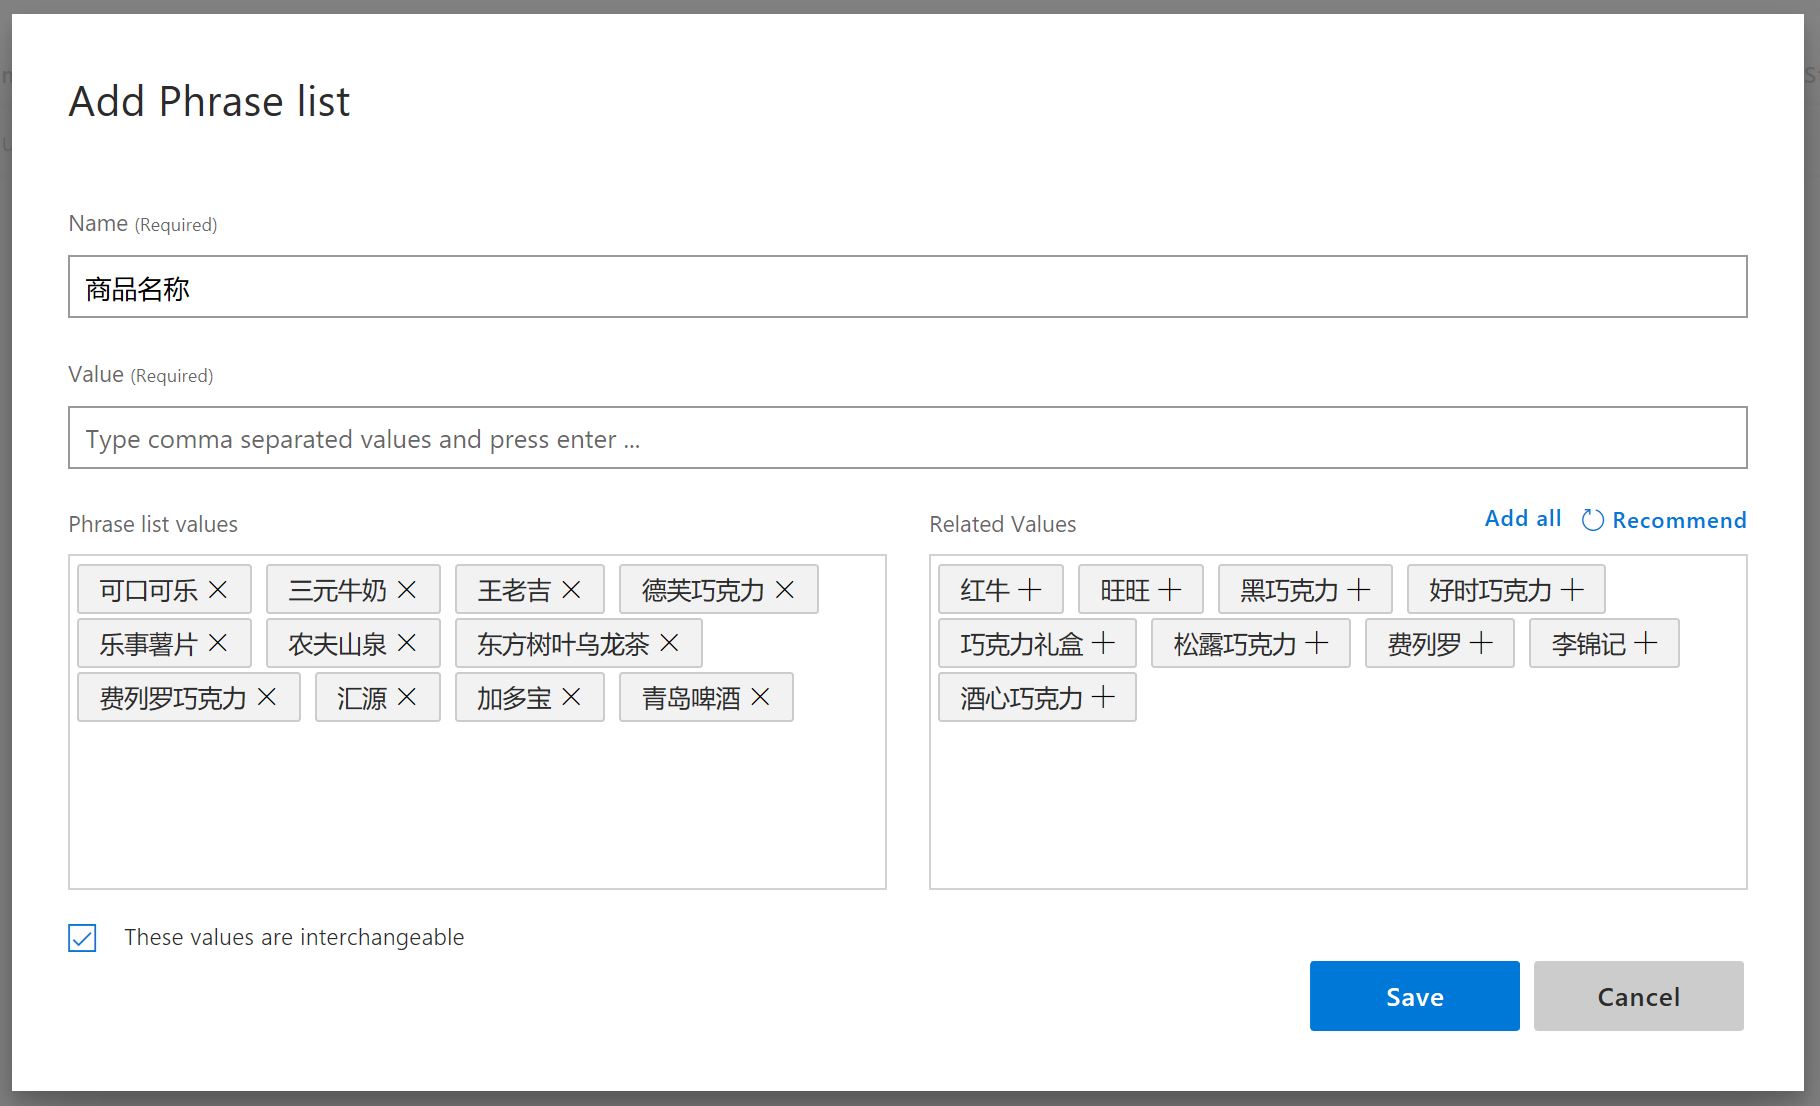 Add Phrase list
Name (Required)
商品名称
Value (Required)
Type comma separated values and press enter ...
Phrase list values
可口可乐 三元牛奶 王老吉 德芙巧克力
乐事薯片 农夫山泉 东方树叶乌龙茶
费列罗巧克力 汇源 加多宝 青岛啤酒
Related Values Add all Recommend
红牛 旺旺 黑巧克力 好时巧克力
巧克力礼盒 松露巧克力 费列罗 李锦记
酒心巧克力
These values are interchangeable
Save Cancel